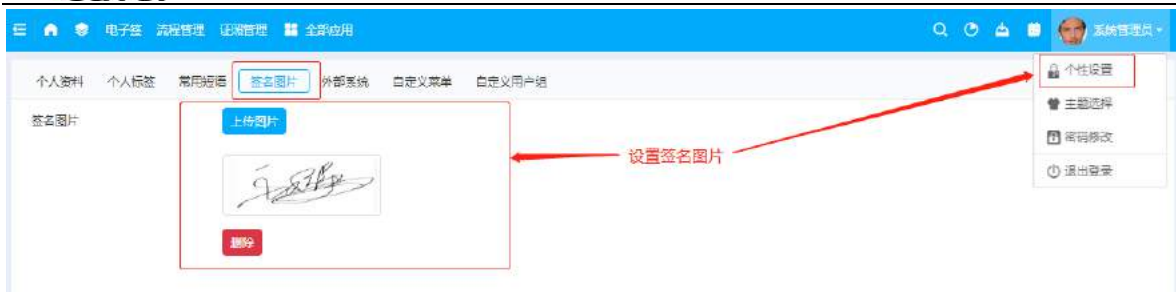 电子签 流程管理 证照管理 全部应用 系统管理员
个性设置
主题选择
密码修改
退出登录
个人资料 个人标签 常用短语 签名图片 外部系统 自定义菜单 自定义用户组
签名图片
上传图片
设置签名图片
删除